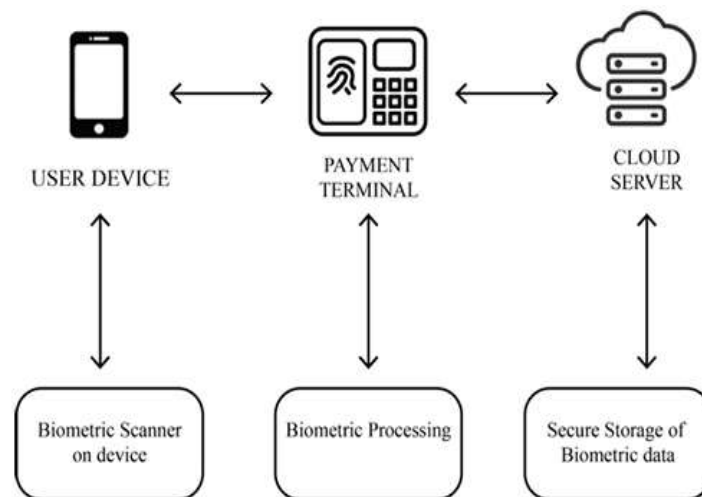 USER DEVICE
PAYMENT
TERMINAL
CLOUD
SERVER
Biometric Scanner
on device
Biometric Processing
Secure Storage of
Biometric data